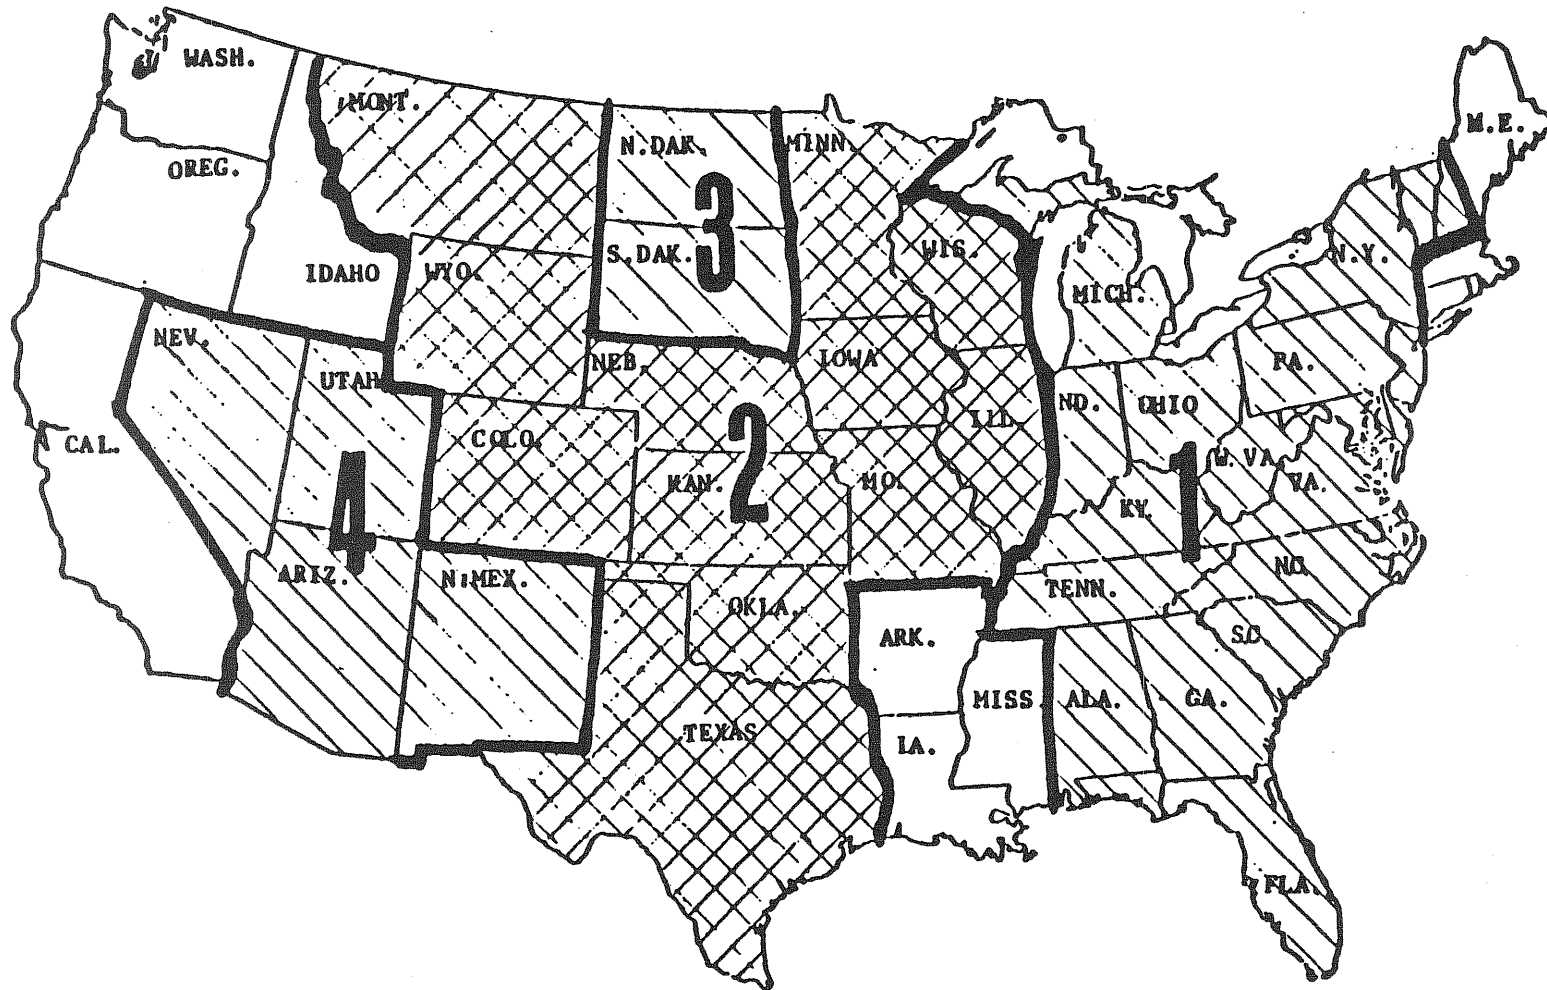 WASH.
MONT.
M.E.
N.DAK.
MINN.
OREG.
3
WIS.
N.Y.
S.DAK.
IDAHO
WYO.
MICH.
NEV.
NEB.
IOWA
PA.
UTAH
ND.
OHIO
ILL.
CAL.
COLO.
2
4
KAN.
MO.
1
W.VA
VA.
KY.
ARIZ.
N.MEX.
TENN.
NC.
OKLA.
ARK.
SC
TEXAS
MISS
ALA.
GA.
LA.
FLA.